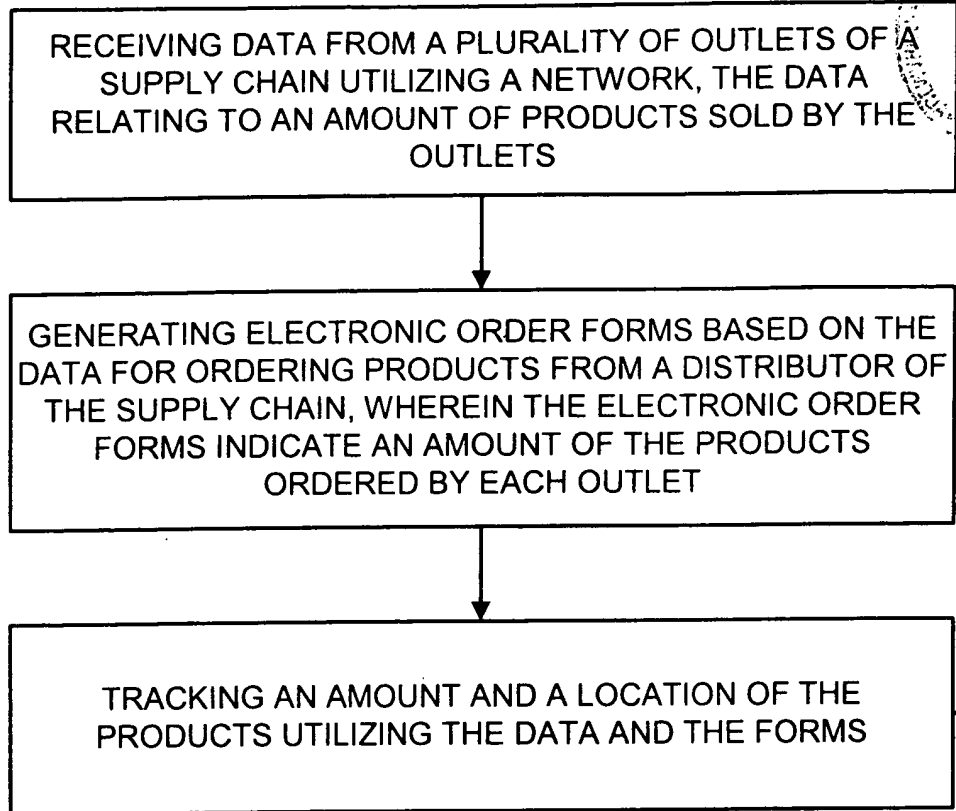 RECEIVING DATA FROM A PLURALITY OF OUTLETS OF A
SUPPLY CHAIN UTILIZING A NETWORK, THE DATA
RELATING TO AN AMOUNT OF PRODUCTS SOLD BY THE
OUTLETS
GENERATING ELECTRONIC ORDER FORMS BASED ON THE
DATA FOR ORDERING PRODUCTS FROM A DISTRIBUTOR OF
THE SUPPLY CHAIN, WHEREIN THE ELECTRONIC ORDER
FORMS INDICATE AN AMOUNT OF THE PRODUCTS
ORDERED BY EACH OUTLET
TRACKING AN AMOUNT AND A LOCATION OF THE
PRODUCTS UTILIZING THE DATA AND THE FORMS